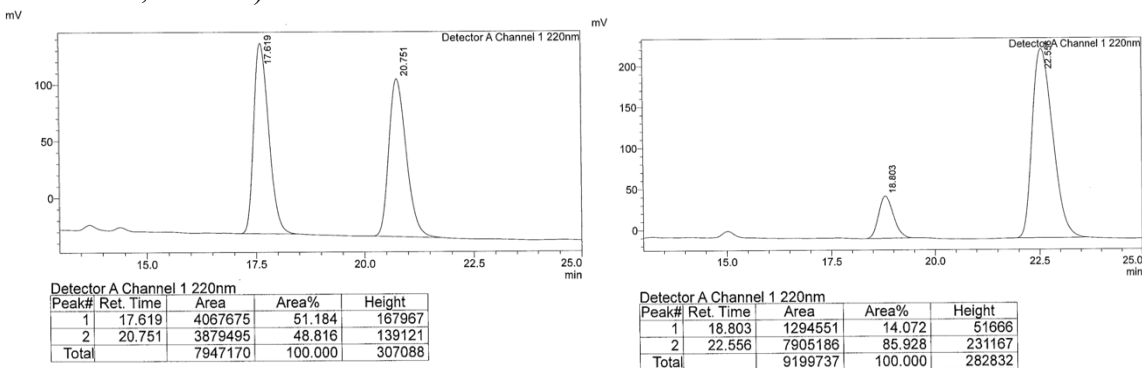 mV
Detector A Channel 1 220nm
17.619
20.751
100
50
0
15.0 17.5 20.0 22.5 25.0
min
Detector A Channel 1 220nm
Peak# Ret. Time Area Area% Height
1 17.619 4067675 51.184 167967
2 20.751 3879495 48.816 139121
Total 7947170 100.000 307088
mV
Detector A Channel 1 220nm
22.556
18.803
200
150
100
50
0
15.0 17.5 20.0 22.5 25.0
min
Detector A Channel 1 220nm
Peak# Ret. Time Area Area% Height
1 18.803 1294551 14.072 51666
2 22.556 7905186 85.928 231167
Total 9199737 100.000 282832